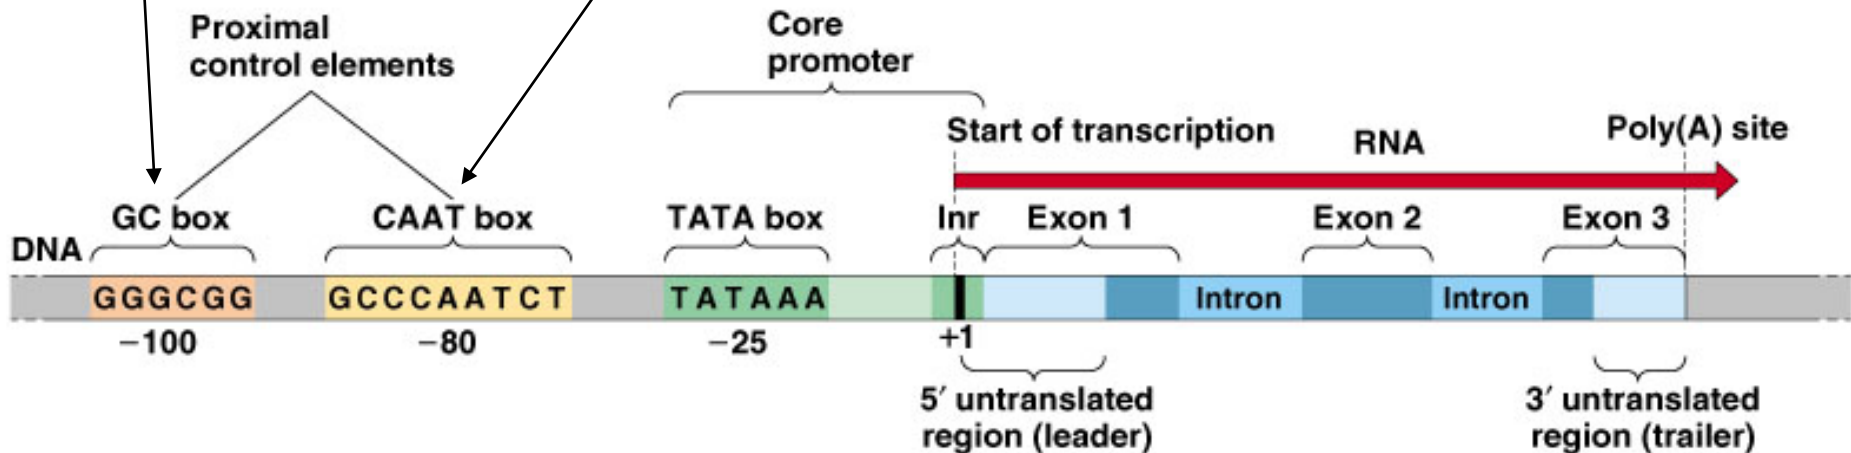 Proximal
control elements
Core
promoter
Start of transcription
RNA
Poly(A) site
GC box
CAAT box
TATA box
Inr
Exon 1
Exon 2
Exon 3
DNA
GGGCGG
GCCCAATCT
TATAAA
Intron
Intron
−100
−80
−25
+1
5′ untranslated
region (leader)
3′ untranslated
region (trailer)